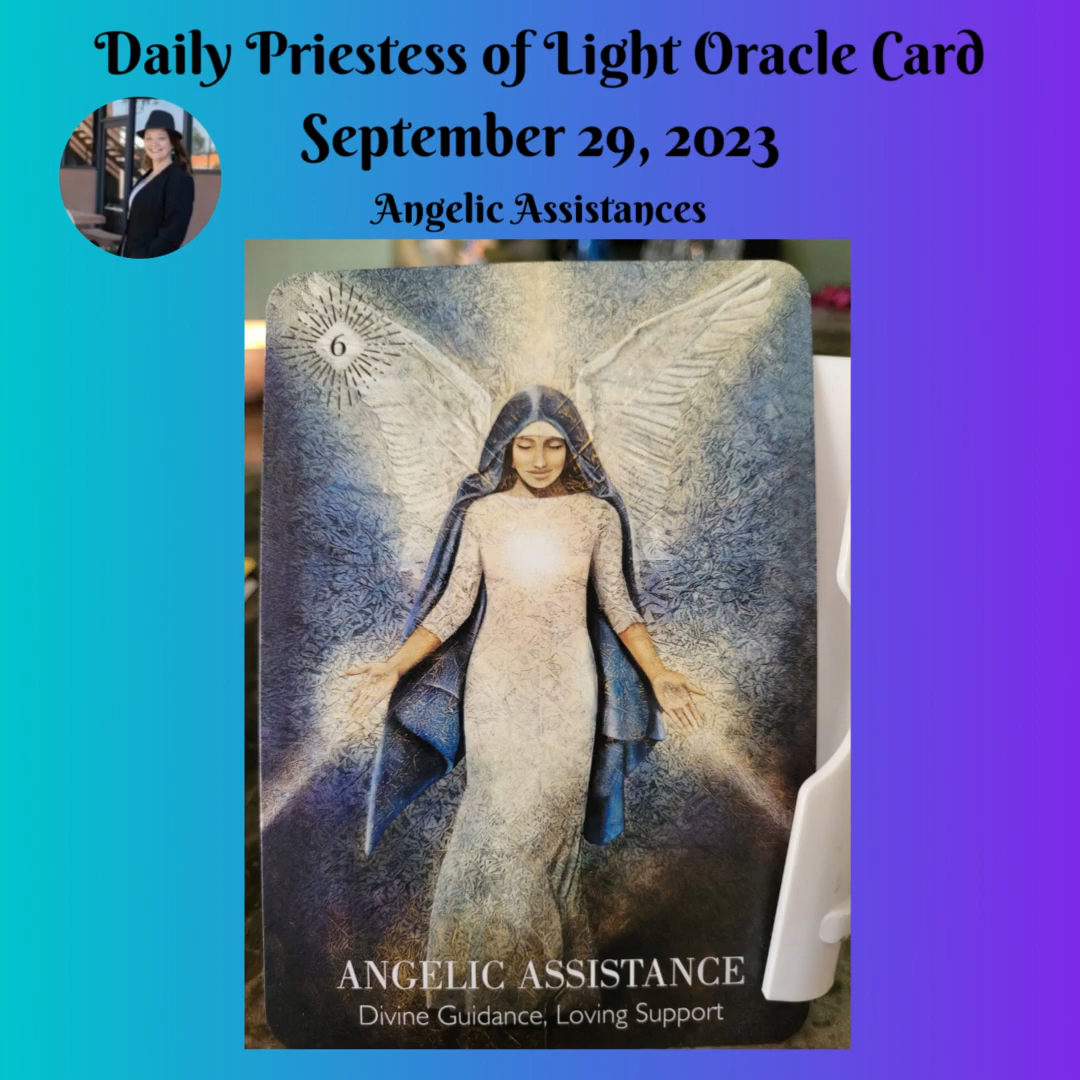 Daily Priestess of Light Oracle Card
September 29, 2023
Angelic Assistances
6
ANGELIC ASSISTANCE
Divine Guidance, Loving Support